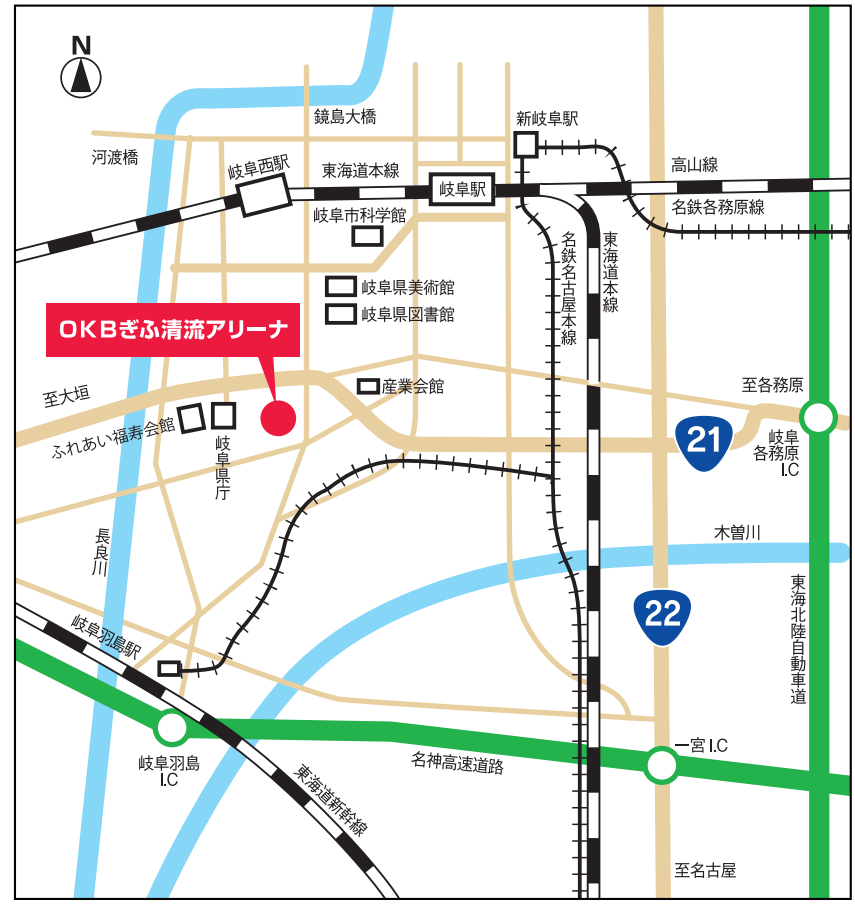 N
鏡島大橋
新岐阜駅
河渡橋
岐阜西駅
東海道本線
岐阜駅
高山線
名鉄各務原線
岐阜市科学館
名鉄名古屋本線
東海道本線
岐阜県美術館
岐阜県図書館
OKBぎふ清流アリーナ
産業会館
至大垣
至各務原
ふれあい福寿会館
岐阜県庁
21
岐阜
各務原
I.C
長良川
木曽川
東海北陸自動車道
22
岐阜羽島駅
岐阜羽島
I.C
名神高速道路
一宮I.C
東海道新幹線
至名古屋